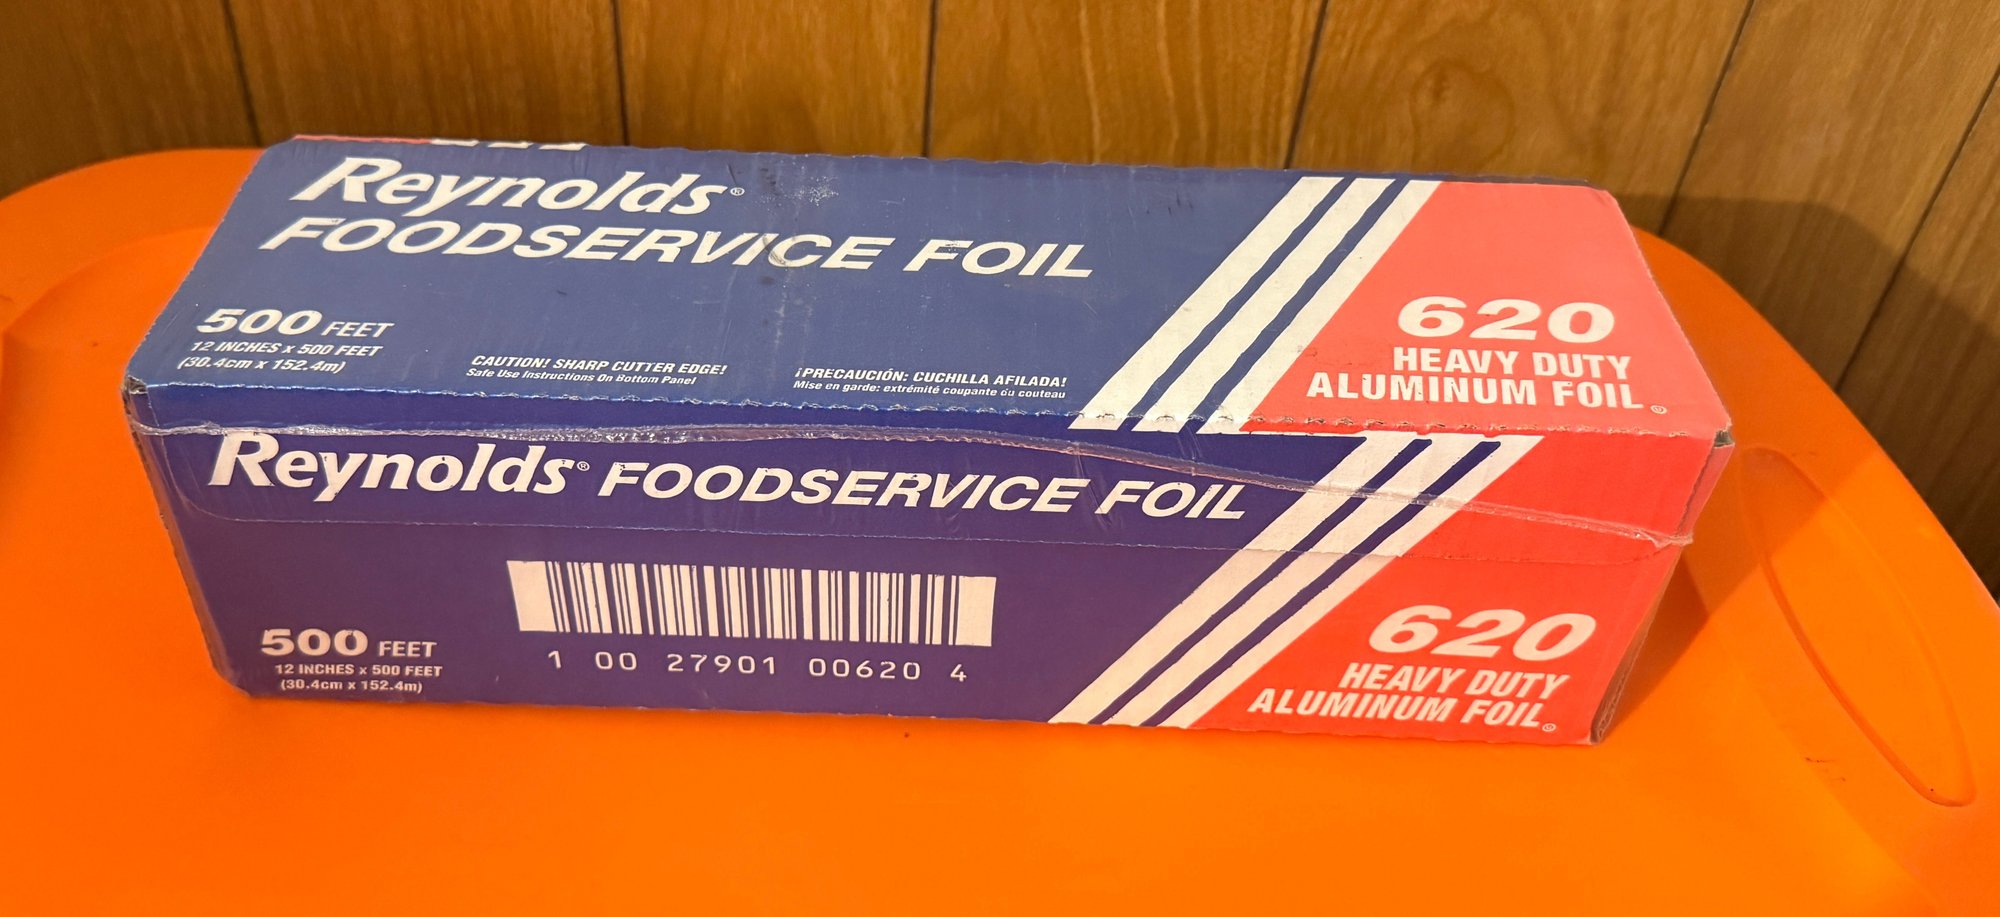 Reynolds®
FOODSERVICE FOIL
500 FEET
12 INCHES x 500 FEET
(30.4cm x 152.4m)
CAUTION! SHARP CUTTER EDGE!
Safe Use Instructions On Bottom Panel
¡PRECAUCIÓN: CUCHILLA AFILADA!
Mise en garde: extrémité coupante du couteau
620
HEAVY DUTY
ALUMINUM FOIL
Reynolds® FOODSERVICE FOIL
500 FEET
12 INCHES x 500 FEET
(30.4cm x 152.4m)
1 00 27901 00620 4
620
HEAVY DUTY
ALUMINUM FOIL